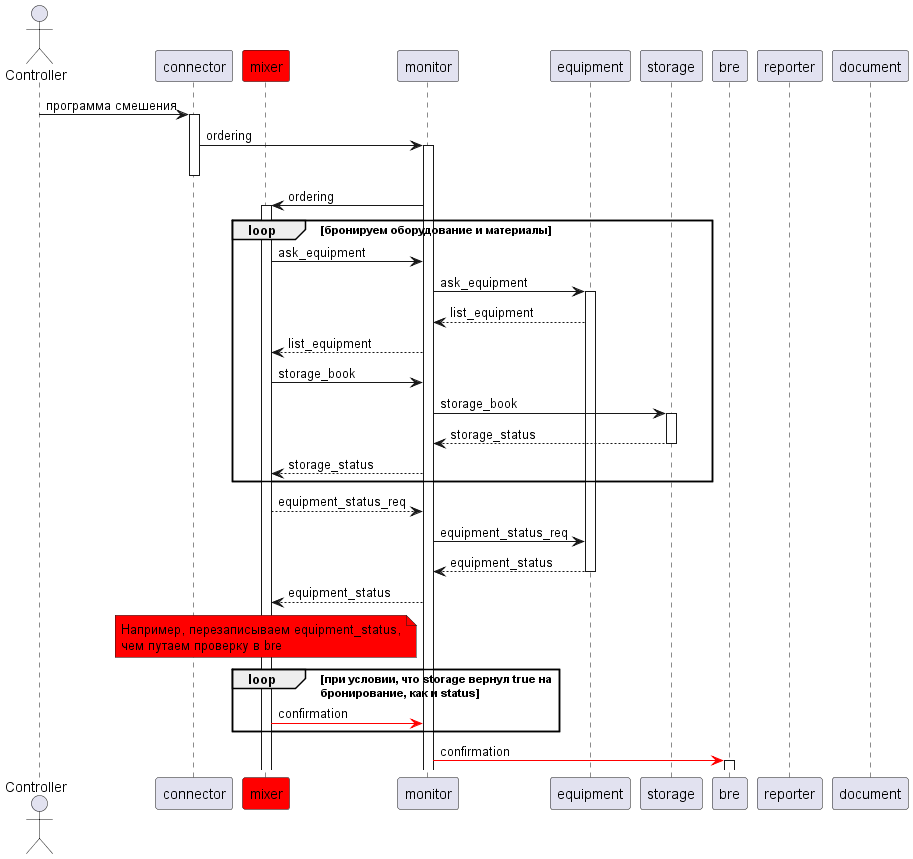 Controller
connector
mixer
monitor
equipment
storage
bre
reporter
document
программа смешения
ordering
ordering
loop
[бронируем оборудование и материалы]
ask_equipment
ask_equipment
list_equipment
list_equipment
storage_book
storage_book
storage_status
storage_status
equipment_status_req
equipment_status_req
equipment_status
equipment_status
Например, перезаписываем equipment_status,
чем путаем проверку в bre
loop
[при условии, что storage вернул true на
бронирование, как и status]
confirmation
confirmation
Controller
connector
mixer
monitor
equipment
storage
bre
reporter
document